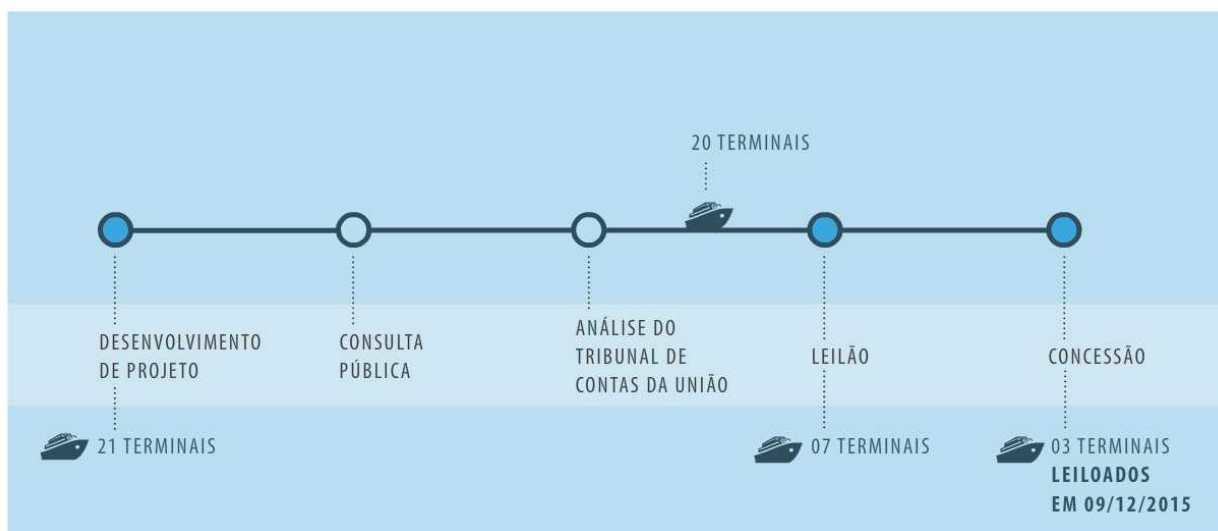 20 TERMINAIS
DESENVOLVIMENTO
DE PROJETO
CONSULTA
PÚBLICA
ANÁLISE DO
TRIBUNAL DE
CONTAS DA UNIÃO
LEILÃO
CONCESSÃO
21 TERMINAIS
07 TERMINAIS
03 TERMINAIS
LEILOADOS
EM 09/12/2015